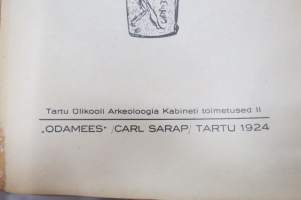 Tartu Ülikooli Arkeoloogia Kabineti toimetused II
„ODAMEES“ /CARL SARAP/ TARTU 1924